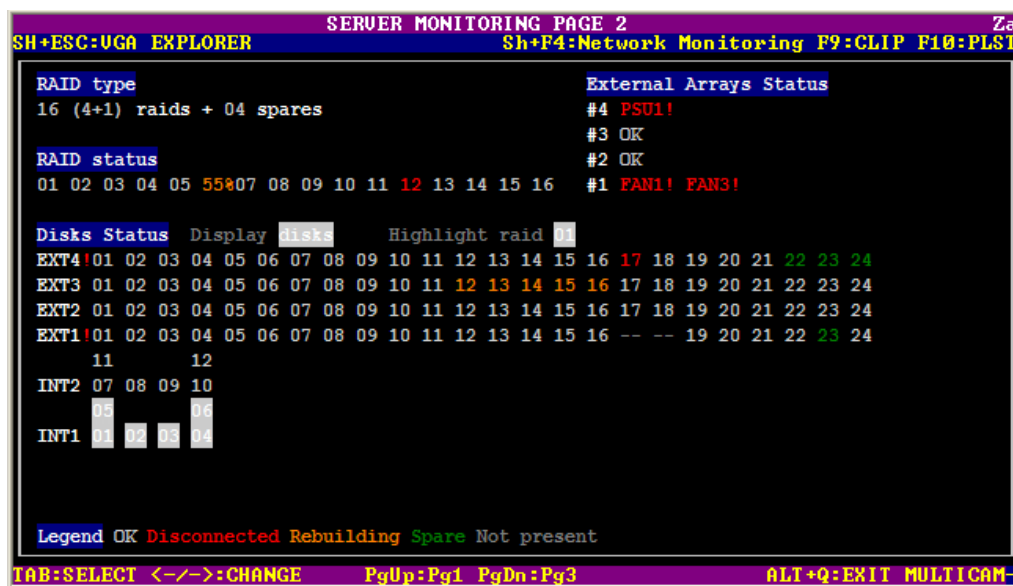 SERVER MONITORING PAGE 2 Za
SH+ESC:VGA EXPLORER Sh+F4:Network Monitoring F9:CLIP F10:PLST
RAID type External Arrays Status
16 (4+1) raids + 04 spares #4 PSU1!
#3 OK
RAID status #2 OK
01 02 03 04 05 55%07 08 09 10 11 12 13 14 15 16 #1 FAN1! FAN3!
Disks Status Display disks Highlight raid 01
EXT4!01 02 03 04 05 06 07 08 09 10 11 12 13 14 15 16 17 18 19 20 21 22 23 24
EXT3 01 02 03 04 05 06 07 08 09 10 11 12 13 14 15 16 17 18 19 20 21 22 23 24
EXT2 01 02 03 04 05 06 07 08 09 10 11 12 13 14 15 16 17 18 19 20 21 22 23 24
EXT1!01 02 03 04 05 06 07 08 09 10 11 12 13 14 15 16 -- -- 19 20 21 22 23 24
11 12
INT2 07 08 09 10
05 06
INT1 01 02 03 04
Legend OK Disconnected Rebuilding Spare Not present
TAB:SELECT <-/->:CHANGE PgUp:Pg1 PgDn:Pg3 ALT+Q:EXIT MULTICAM-